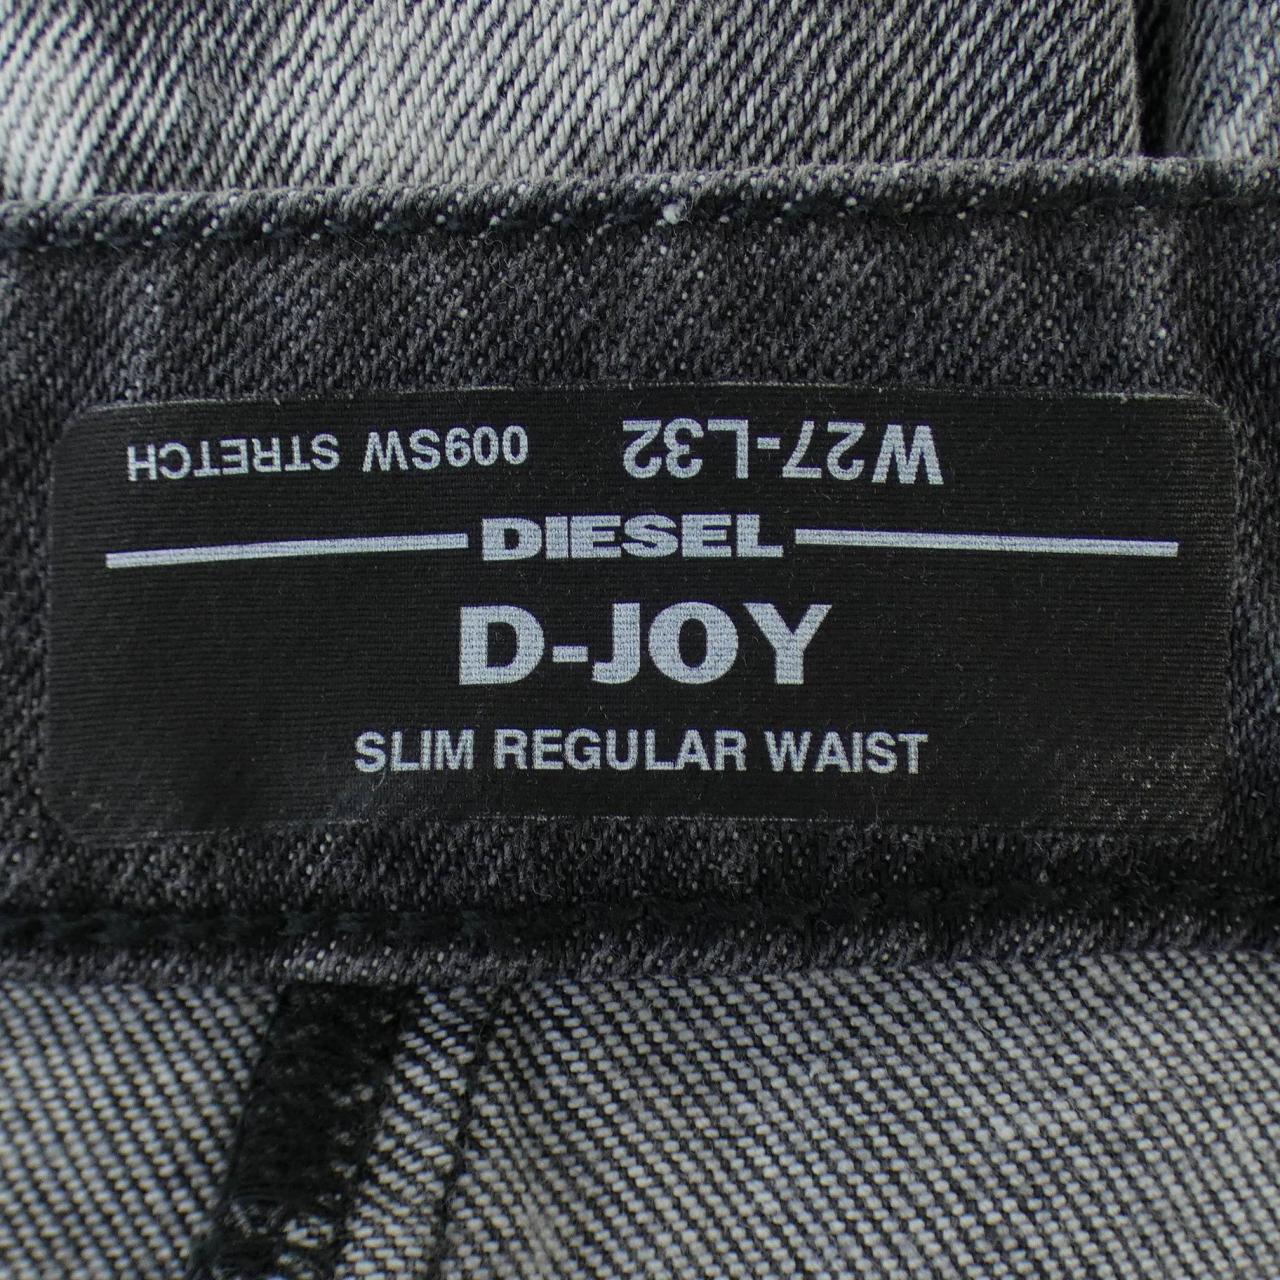 W27-L32 009SW STRETCH
DIESEL
D-JOY
SLIM REGULAR WAIST